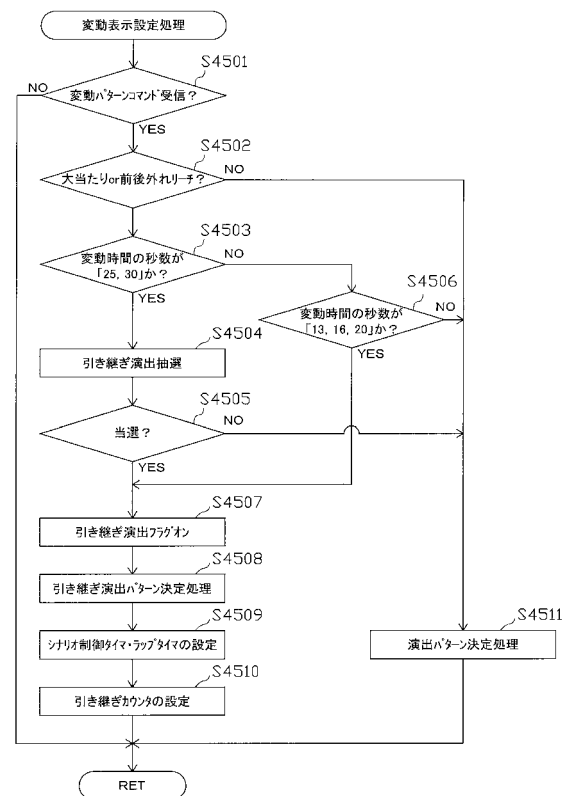 変動表示設定処理
S4501
NO
変動パターンコマンド受信?
YES
S4502
NO
大当たりor前後外れリーチ?
S4503
NO
変動時間の秒数が
「25, 30」か?
YES
S4506
NO
変動時間の秒数が
「13, 16, 20」か?
YES
S4504
引き継ぎ演出抽選
S4505
NO
当選?
YES
S4507
引き継ぎ演出フラグオン
S4508
引き継ぎ演出パターン決定処理
S4509
シナリオ制御タイマ・ラップタイマの設定
S4511
演出パターン決定処理
S4510
引き継ぎカウンタの設定
RET